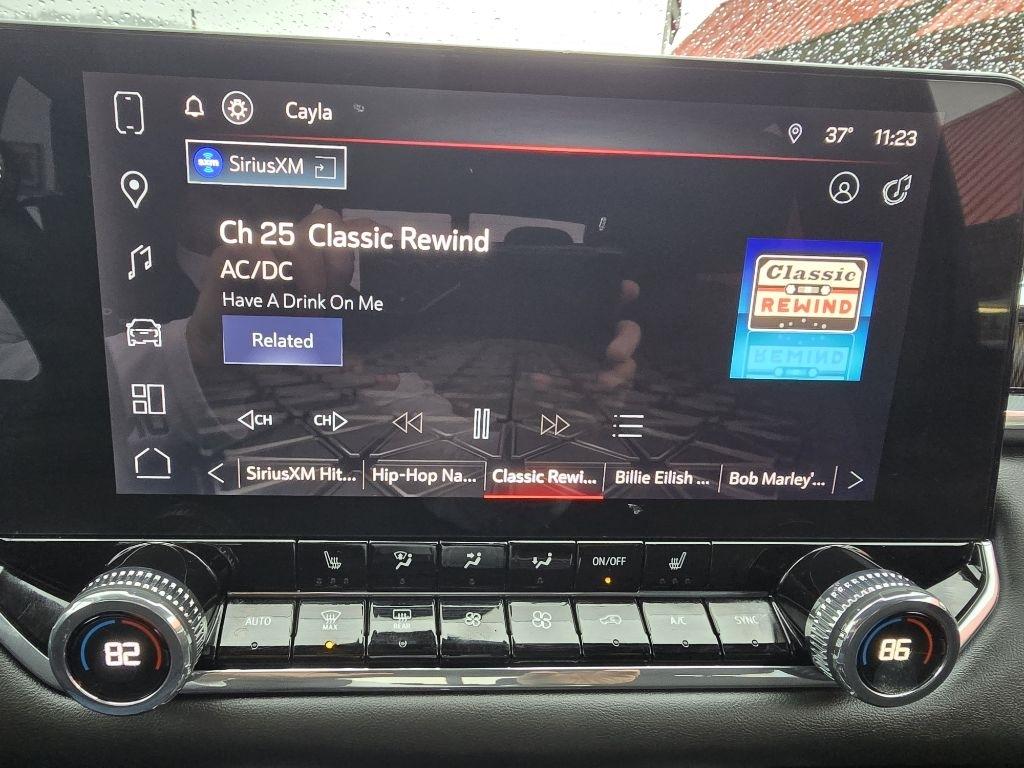 Cayla
37° 11:23
sxm SiriusXM
Ch 25 Classic Rewind
AC/DC
Have A Drink On Me
Related
Classic
REWIND
CH CH
SiriusXM Hit... Hip-Hop Na... Classic Rewi... Billie Eilish ... Bob Marley'...
ON/OFF
AUTO MAX REAR A/C SYNC
82 86